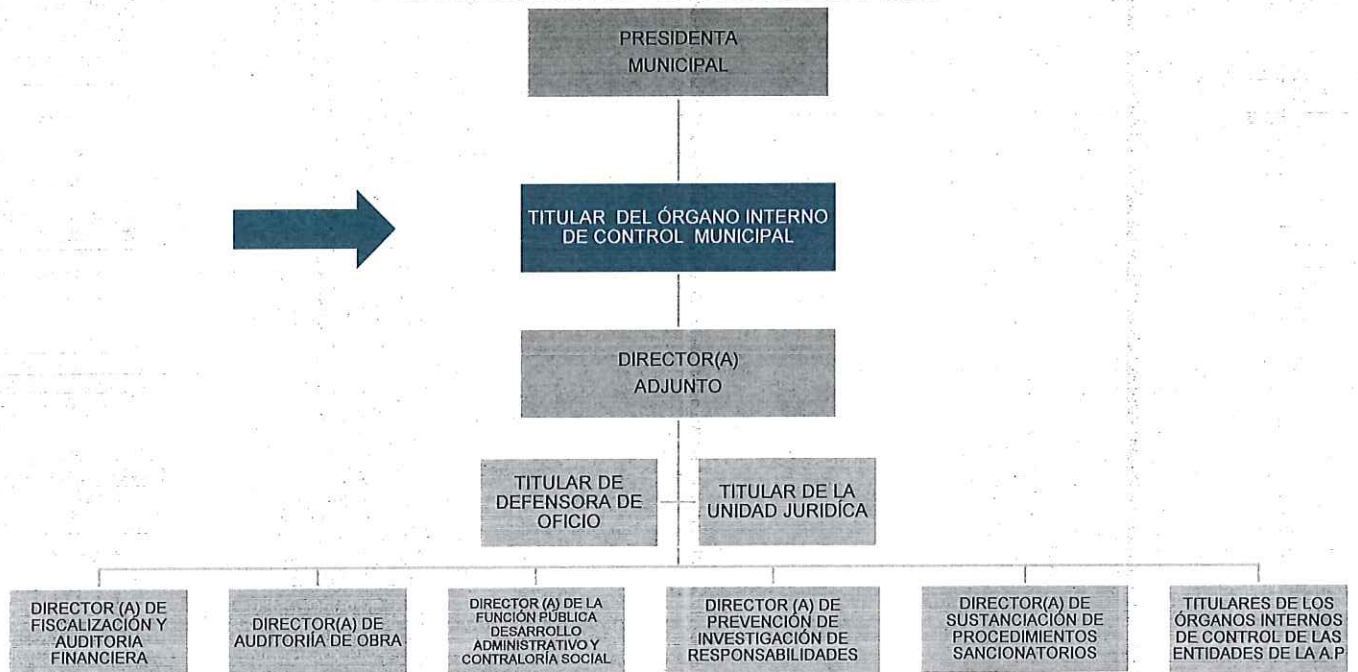 PRESIDENTA
MUNICIPAL
TITULAR DEL ÓRGANO INTERNO
DE CONTROL MUNICIPAL
DIRECTOR(A)
ADJUNTO
TITULAR DE
DEFENSORA DE
OFICIO
TITULAR DE LA
UNIDAD JURIDÍCA
DIRECTOR (A) DE
FISCALIZACIÓN Y
AUDITORIA
FINANCIERA
DIRECTOR(A) DE
AUDITORIÍA DE OBRA
DIRECTOR (A) DE LA
FUNCIÓN PÚBLICA
DESARROLLO
ADMINISTRATIVO Y
CONTRALORÍA SOCIAL
DIRECTOR (A) DE
PREVENCIÓN DE
INVESTIGACIÓN DE
RESPONSABILIDADES
DIRECTOR(A) DE
SUSTANCIACIÓN DE
PROCEDIMIENTOS
SANCIONATORIOS
TITULARES DE LOS
ÓRGANOS INTERNOS
DE CONTROL DE LAS
ENTIDADES DE LA A.P